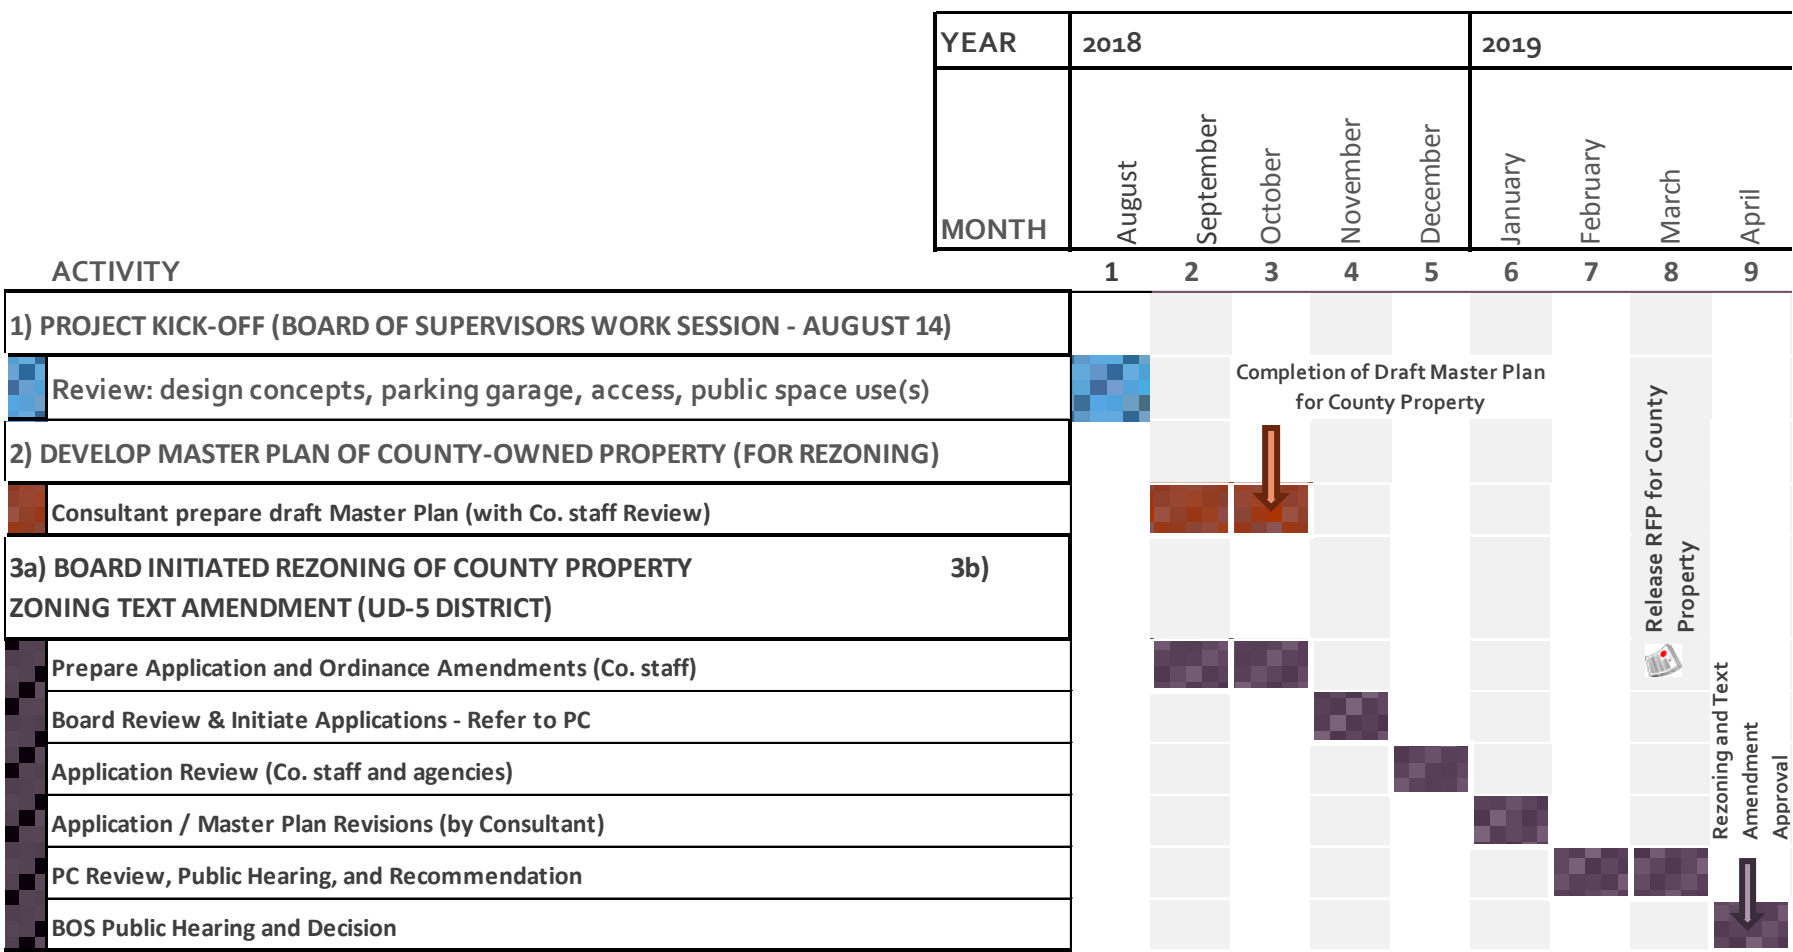 YEAR 2018 2019
MONTH August September October November December January February March April
ACTIVITY 1 2 3 4 5 6 7 8 9
1) PROJECT KICK-OFF (BOARD OF SUPERVISORS WORK SESSION - AUGUST 14)
Review: design concepts, parking garage, access, public space use(s)
Completion of Draft Master Plan
for County Property
2) DEVELOP MASTER PLAN OF COUNTY-OWNED PROPERTY (FOR REZONING)
Consultant prepare draft Master Plan (with Co. staff Review)
Release RFP for County
Property
3a) BOARD INITIATED REZONING OF COUNTY PROPERTY 3b)
ZONING TEXT AMENDMENT (UD-5 DISTRICT)
Prepare Application and Ordinance Amendments (Co. staff)
Board Review & Initiate Applications - Refer to PC
Application Review (Co. staff and agencies)
Application / Master Plan Revisions (by Consultant)
Rezoning and Text
Amendment
Approval
PC Review, Public Hearing, and Recommendation
BOS Public Hearing and Decision